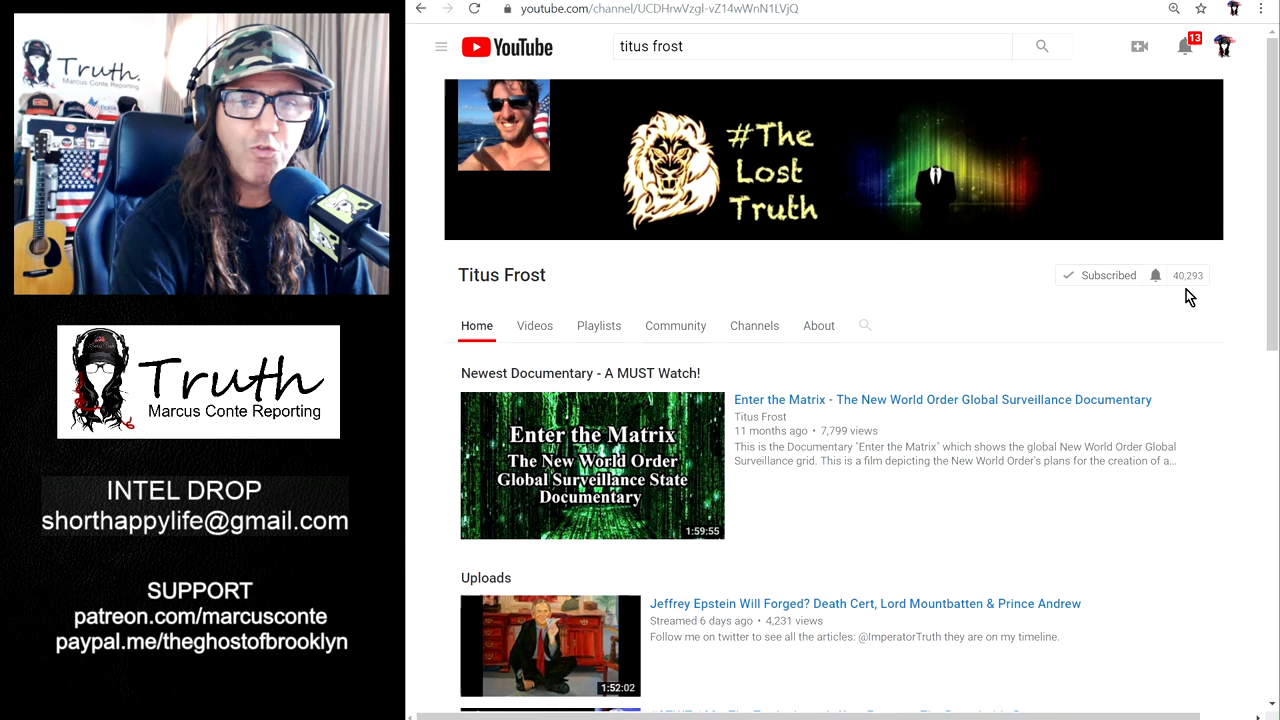 Truth.
Marcus Conte Reporting
Truth
Marcus Conte Reporting
INTEL DROP
shorthappylife@gmail.com
SUPPORT
patreon.com/marcusconte
paypal.me/theghostofbrooklyn
youtube.com/channel/UCDHrwVzgl-vZ14wWnN1LVjQ
YouTube
titus frost
13
#The
Lost
Truth
Titus Frost
Subscribed
40,293
Home
Videos
Playlists
Community
Channels
About
Newest Documentary - A MUST Watch!
Enter the Matrix
The New World Order
Global Surveillance State
Documentary
1:59:55
Enter the Matrix - The New World Order Global Surveillance Documentary
Titus Frost
11 months ago • 7,799 views
This is the Documentary "Enter the Matrix" which shows the global New World Order Global
Surveillance grid. This is a film depicting the New World Order's plans for the creation of a...
Uploads
1:52:02
Jeffrey Epstein Will Forged? Death Cert, Lord Mountbatten & Prince Andrew
Streamed 6 days ago • 4,231 views
Follow me on twitter to see all the articles: @ImperatorTruth they are on my timeline.